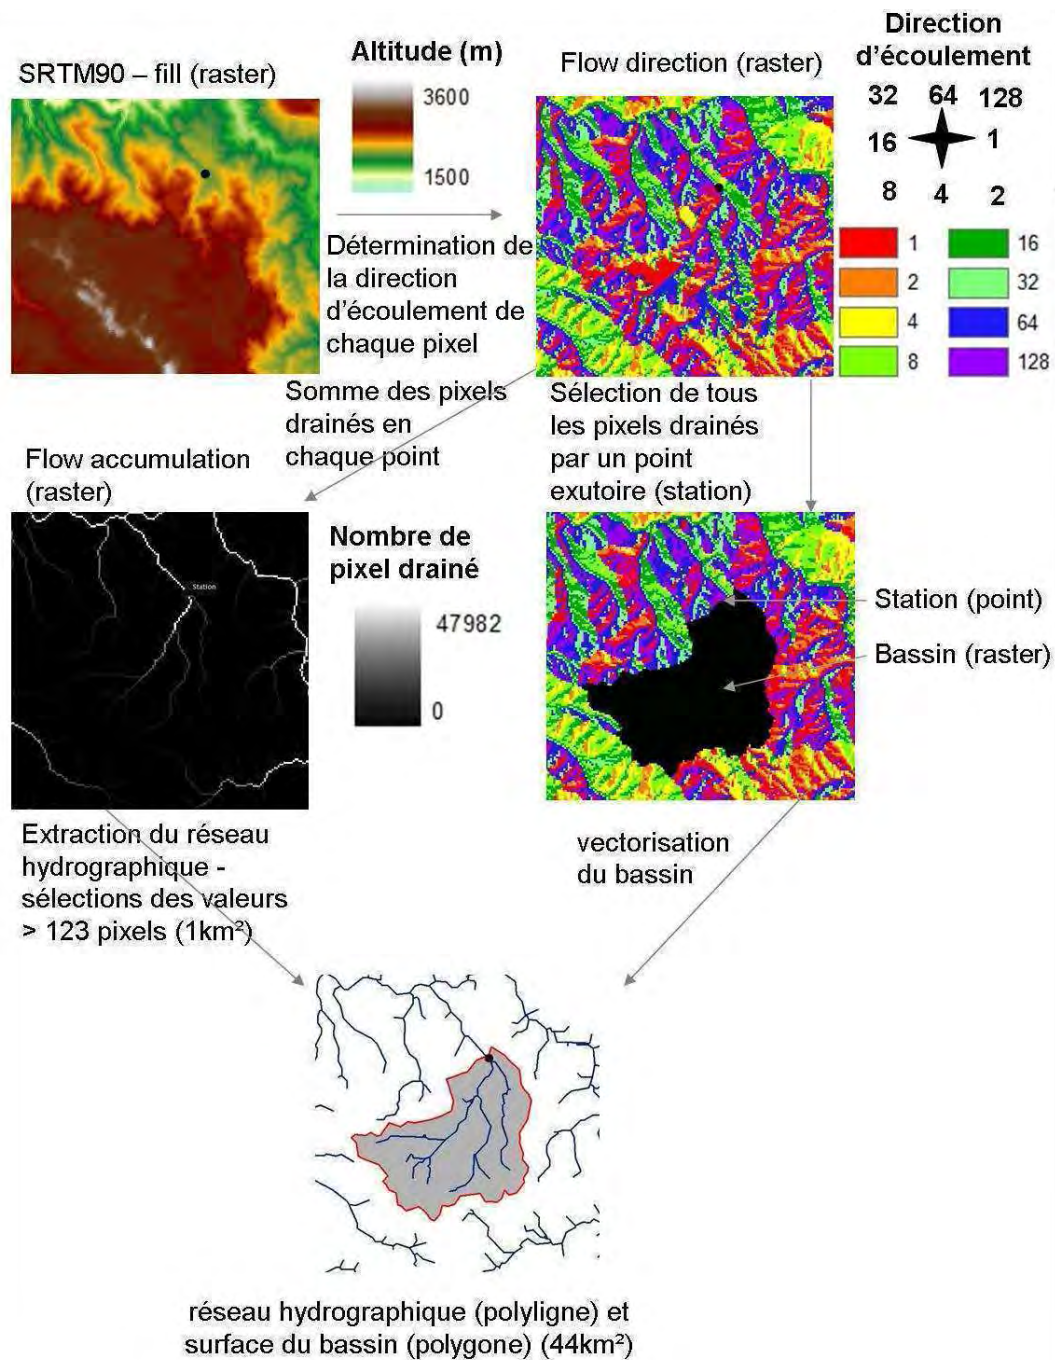 SRTM90 – fill (raster)
Altitude (m)
3600
1500
Flow direction (raster)
Direction
d'écoulement
32 64 128
16 1
8 4 2
1 16
2 32
4 64
8 128
Détermination de
la direction
d'écoulement de
chaque pixel
Somme des pixels
drainés en
chaque point
Sélection de tous
les pixels drainés
par un point
exutoire (station)
Flow accumulation
(raster)
Station
Nombre de
pixel drainé
47982
0
Station (point)
Bassin (raster)
Extraction du réseau
hydrographique -
sélections des valeurs
> 123 pixels (1km²)
vectorisation
du bassin
réseau hydrographique (polyligne) et
surface du bassin (polygone) (44km²)